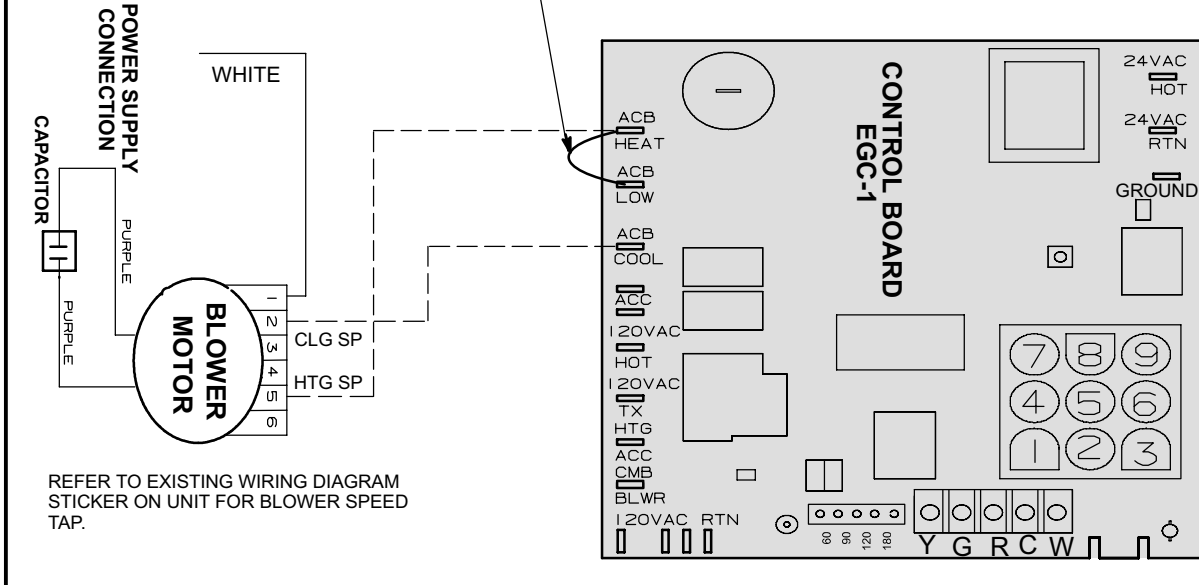 POWER SUPPLY
CONNECTION
WHITE
CAPACITOR
PURPLE
PURPLE
BLOWER
MOTOR
1
2
3
4
5
6
CLG SP
HTG SP
REFER TO EXISTING WIRING DIAGRAM
STICKER ON UNIT FOR BLOWER SPEED
TAP.
CONTROL BOARD
EGC-1
ACB
HEAT
ACB
LOW
ACB
COOL
ACC
120VAC
HOT
120VAC
TX
HTG
ACC
CMB
BLWR
120VAC RTN
24VAC
HOT
24VAC
RTN
GROUND
7 8 9
4 5 6
1 2 3
60
90
120
180
Y G R C W